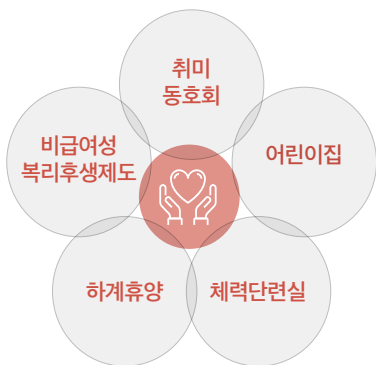 취미
동호회
비급여성
복리후생제도
어린이집
하계휴양
체력단련실